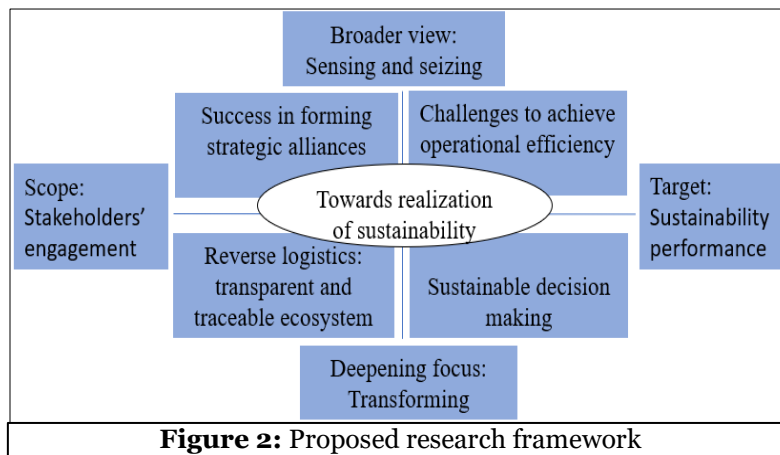 Broader view:
Sensing and seizing
Success in forming
strategic alliances
Challenges to achieve
operational efficiency
Scope:
Stakeholders’
engagement
Towards realization
of sustainability
Target:
Sustainability
performance
Reverse logistics:
transparent and
traceable ecosystem
Sustainable decision
making
Deepening focus:
Transforming
Figure 2: Proposed research framework